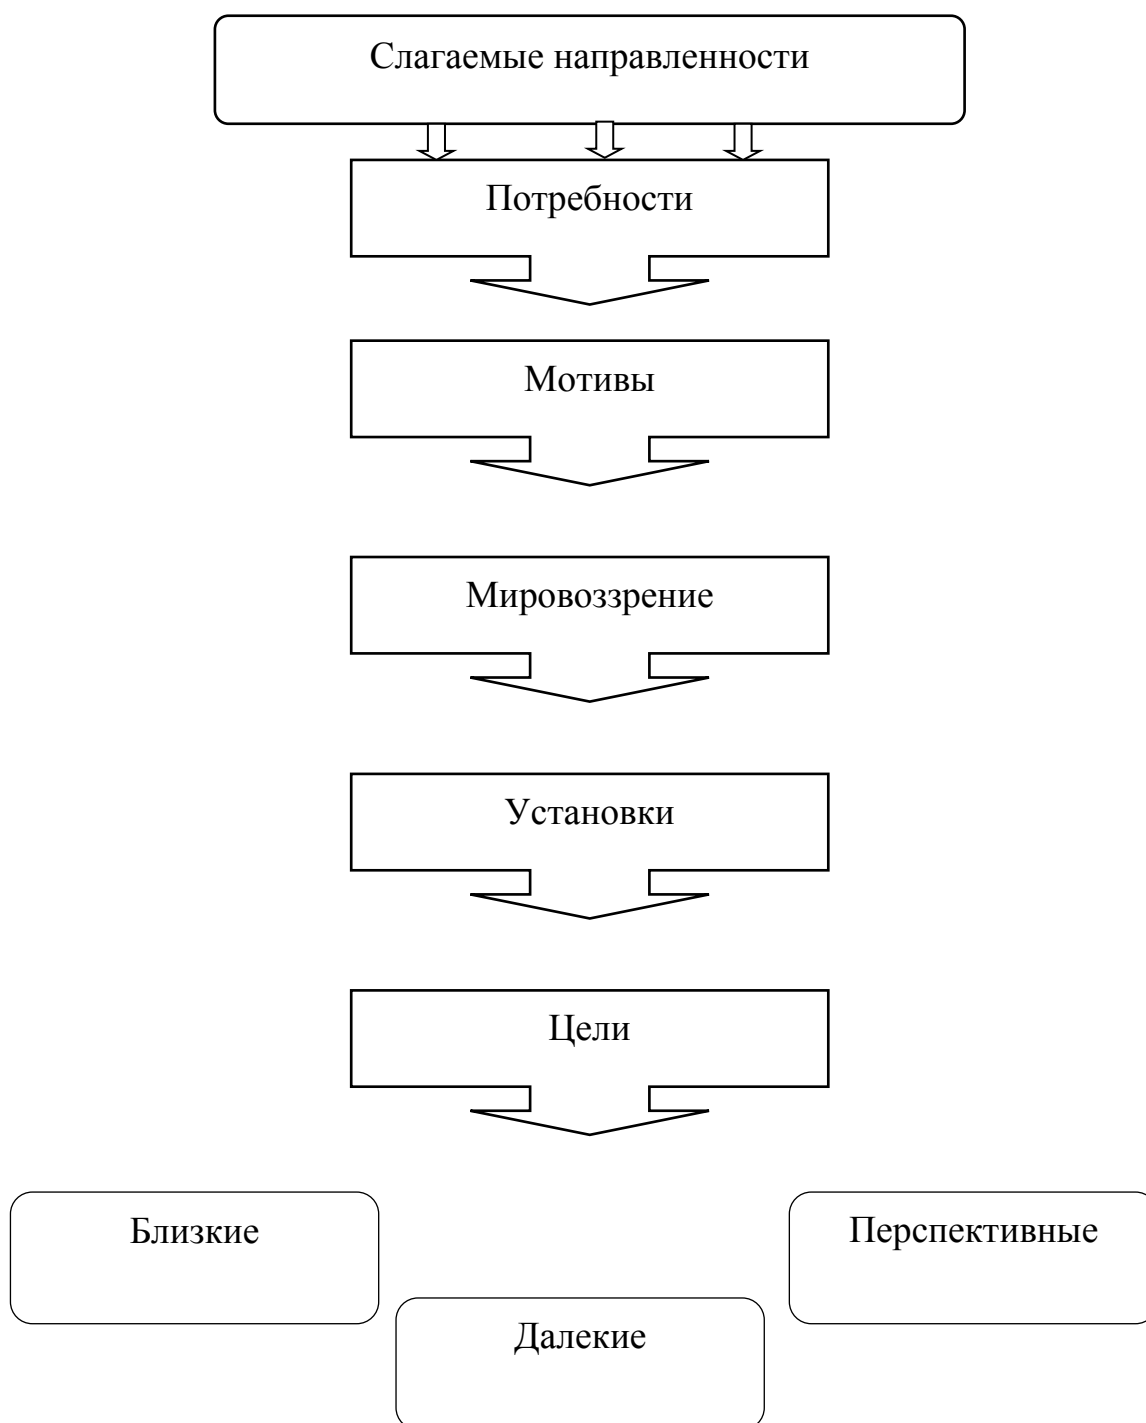 Слагаемые направленности
Потребности
Мотивы
Мировоззрение
Установки
Цели
Близкие
Перспективные
Далекие